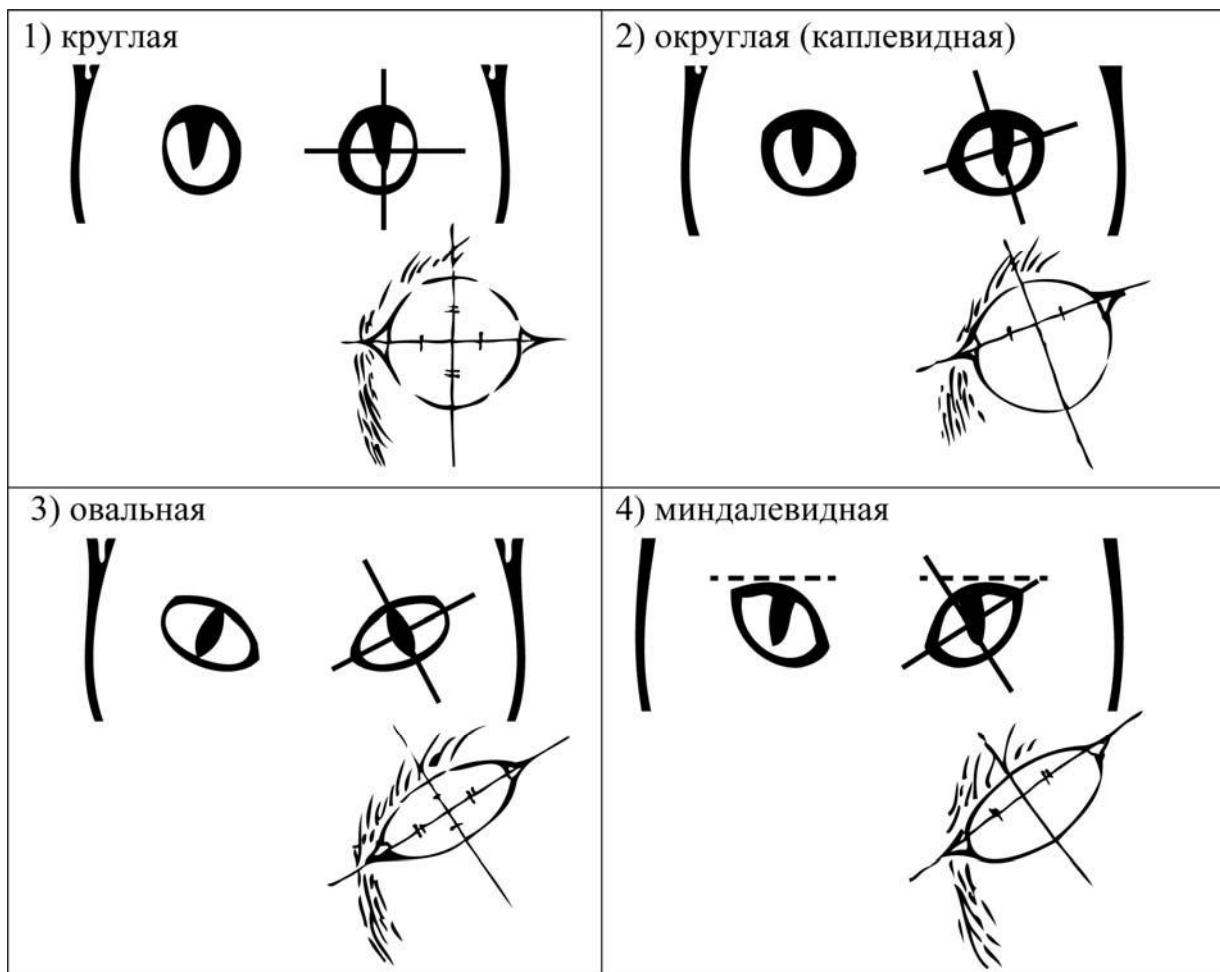 1) круглая
2) округлая (каплевидная)
3) овальная
4) миндалевидная